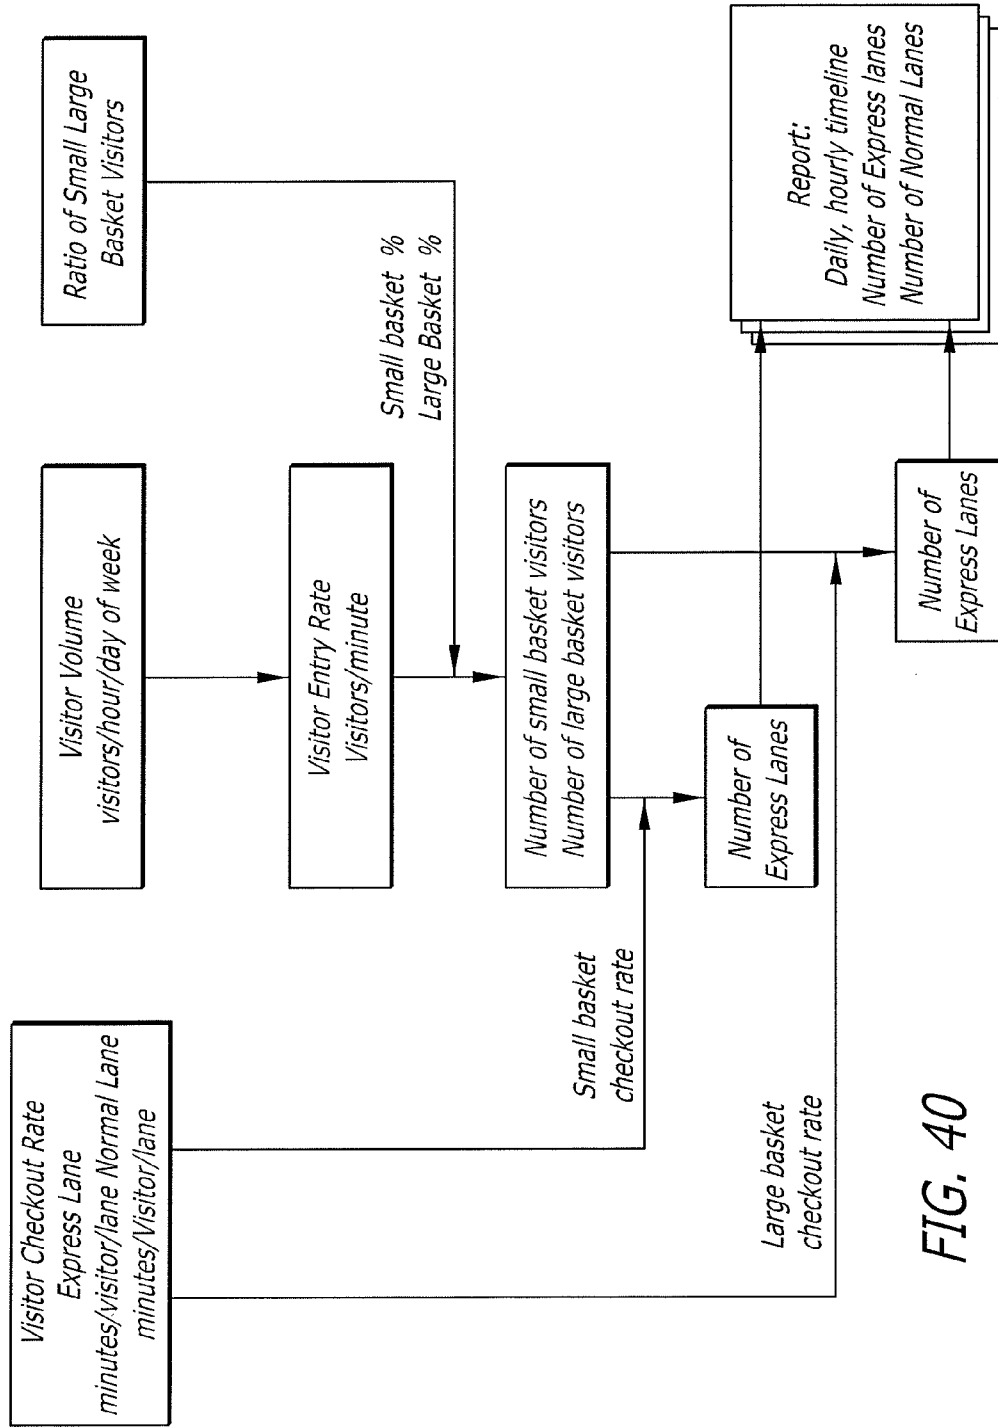 Visitor Checkout Rate
Express Lane
minutes/visitor/lane Normal Lane
minutes/Visitor/lane
Visitor Volume
visitors/hour/day of week
Ratio of Small Large
Basket Visitors
Visitor Entry Rate
Visitors/minute
Small basket %
Large Basket %
Number of small basket visitors
Number of large basket visitors
Small basket
checkout rate
Number of
Express Lanes
Large basket
checkout rate
Number of
Express Lanes
Report:
Daily, hourly timeline
Number of Express lanes
Number of Normal Lanes
FIG. 40